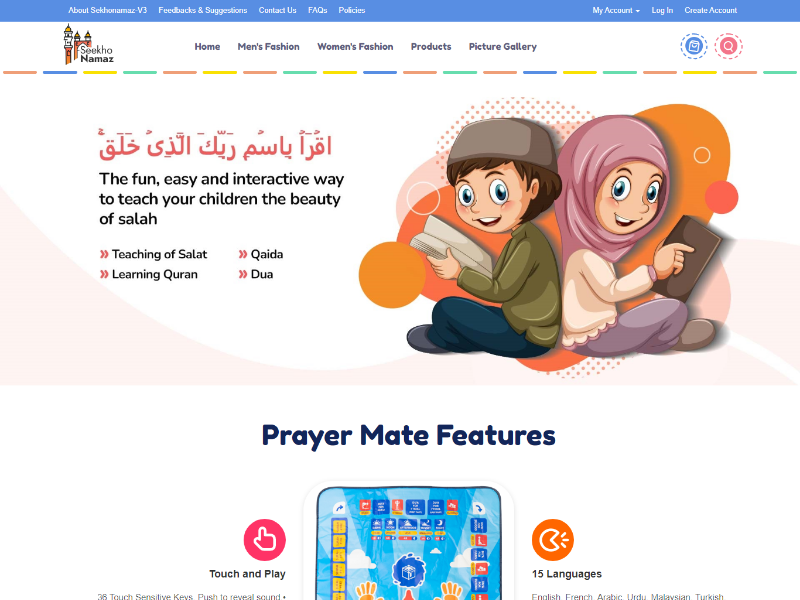 About Sekhonamaz-V3 Feedbacks & Suggestions Contact Us FAQs Policies My Account Log In Create Account
Seekho
Namaz
Home Men's Fashion Women's Fashion Products Picture Gallery
اقْرَأْ بِاسْمِ رَبِّكَ الَّذِىْ خَلَقَۚ
The fun, easy and interactive way
to teach your children the beauty
of salah
» Teaching of Salat » Qaida
» Learning Quran » Dua
Prayer Mate Features
Touch and Play
36 Touch Sensitive Keys, Push to reveal sound •
15 Languages
English, French, Arabic, Urdu, Malaysian, Turkish